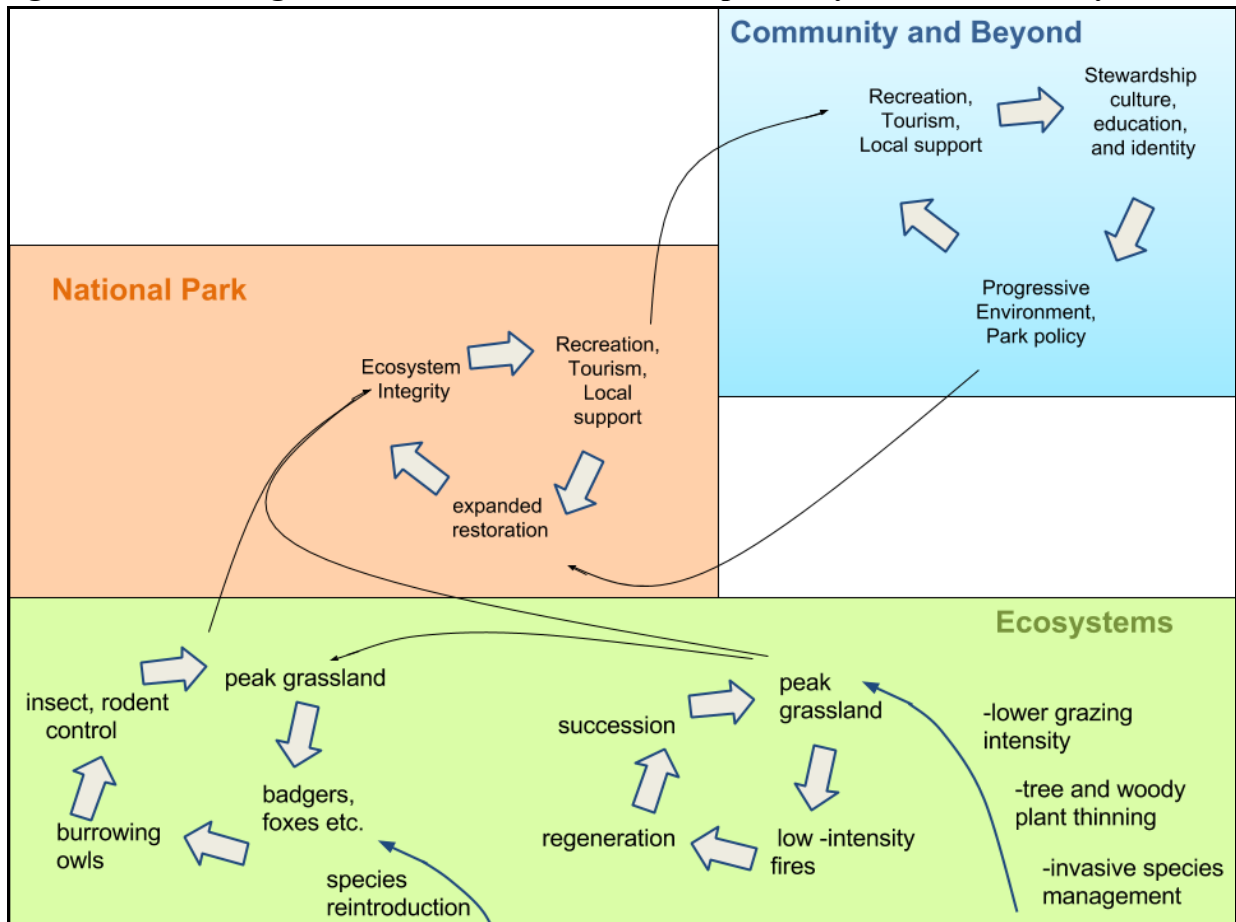 Community and Beyond
Recreation,
Tourism,
Local support
Stewardship
culture,
education,
and identity
Progressive
Environment,
Park policy
National Park
Ecosystem
Integrity
Recreation,
Tourism,
Local
support
expanded
restoration
Ecosystems
insect, rodent
control
peak grassland
badgers,
foxes etc.
burrowing
owls
species
reintroduction
succession
peak
grassland
regeneration
low -intensity
fires
-lower grazing
intensity
-tree and woody
plant thinning
-invasive species
management